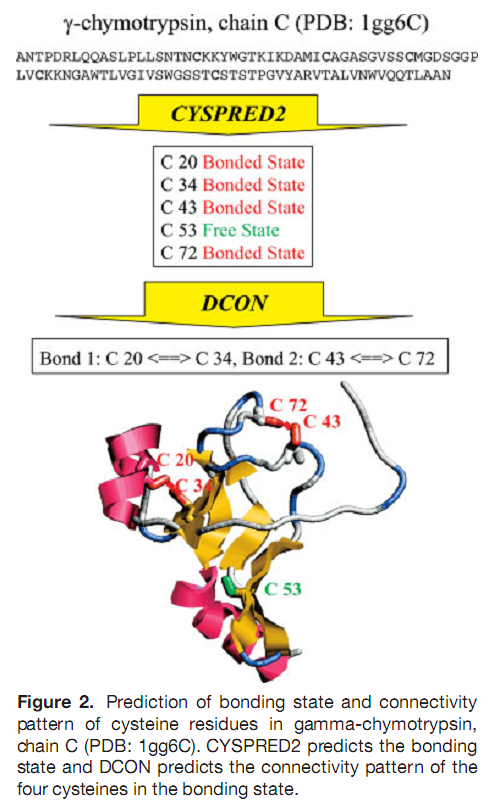 γ-chymotrypsin, chain C (PDB: 1gg6C)
ANTPDRLQQASLPLLSNTNCKKYWGTKIKDAMICAGASGVSSCMGDSGGP
LVCKKNGAWTLVGIVSWGSSTCSTSTPGVYARVTALVNWVQQTLAAN
CYSPRED2
C 20 Bonded State
C 34 Bonded State
C 43 Bonded State
C 53 Free State
C 72 Bonded State
DCON
Bond 1: C 20 <==> C 34, Bond 2: C 43 <==> C 72
C 72
C 43
C 20
C 3
C 53
Figure 2. Prediction of bonding state and connectivity
pattern of cysteine residues in gamma-chymotrypsin,
chain C (PDB: 1gg6C). CYSPRED2 predicts the bonding
state and DCON predicts the connectivity pattern of the
four cysteines in the bonding state.